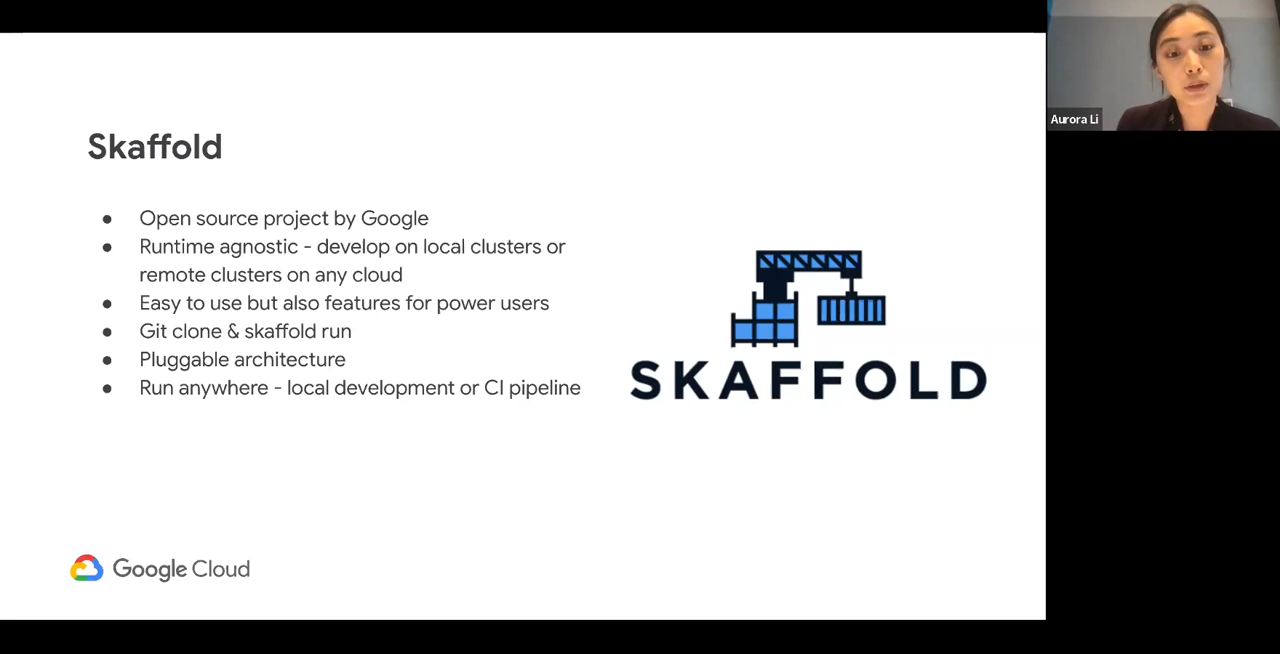 Skaffold
● Open source project by Google
● Runtime agnostic - develop on local clusters or
remote clusters on any cloud
● Easy to use but also features for power users
● Git clone & skaffold run
● Pluggable architecture
● Run anywhere - local development or CI pipeline
SKAFFOLD
Google Cloud
Aurora Li